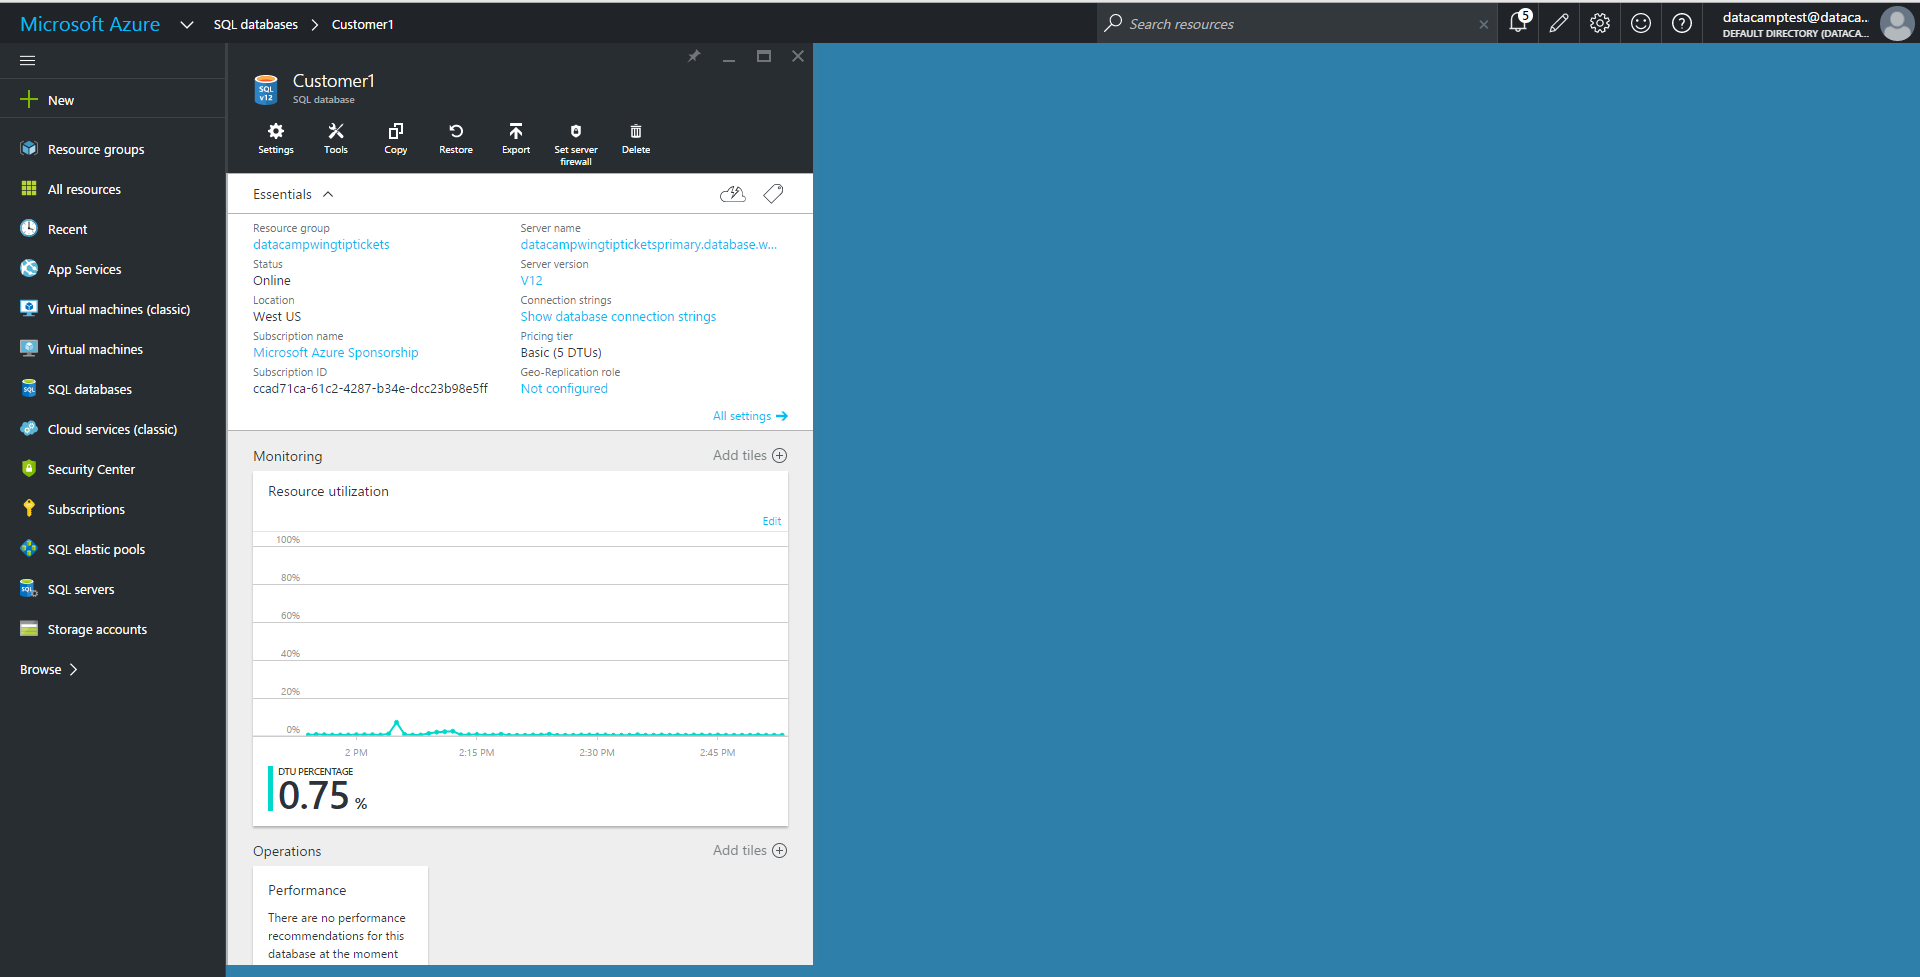 Microsoft Azure
SQL databases
Customer1
Search resources
5
datacamptest@dataca...
DEFAULT DIRECTORY (DATACA...
New
Resource groups
All resources
Recent
App Services
Virtual machines (classic)
Virtual machines
SQL databases
Cloud services (classic)
Security Center
Subscriptions
SQL elastic pools
SQL servers
Storage accounts
Browse
SQL
v12
Customer1
SQL database
Settings
Tools
Copy
Restore
Export
Set server
firewall
Delete
Essentials
Resource group
datacampwingtiptickets
Status
Online
Location
West US
Subscription name
Microsoft Azure Sponsorship
Subscription ID
ccad71ca-61c2-4287-b34e-dcc23b98e5ff
Server name
datacampwingtipticketsprimary.database.w...
Server version
V12
Connection strings
Show database connection strings
Pricing tier
Basic (5 DTUs)
Geo-Replication role
Not configured
All settings
Monitoring
Add tiles
Resource utilization
Edit
100%
80%
60%
40%
20%
0%
2 PM
2:15 PM
2:30 PM
2:45 PM
DTU PERCENTAGE
0.75 %
Operations
Add tiles
Performance
There are no performance
recommendations for this
database at the moment